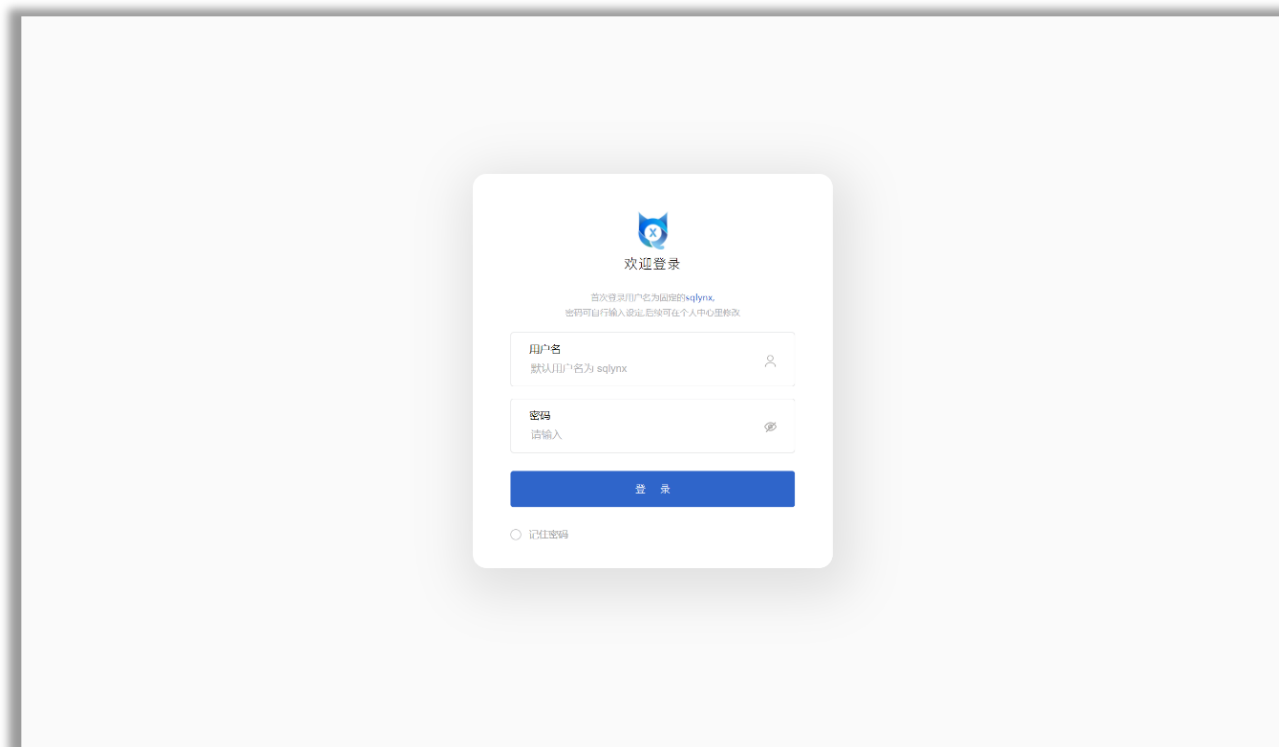 X
欢迎登录
首次登录用户名为固定的sqlynx,
密码可自行输入设定,后续可在个人中心里修改
用户名
默认用户名为 sqlynx
密码
请输入
登 录
记住密码